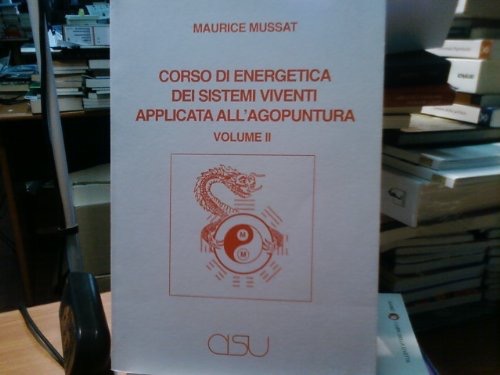 MAURICE MUSSAT
CORSO DI ENERGETICA
DEI SISTEMI VIVENTI
APPLICATA ALL'AGOPUNTURA
VOLUME II
M
M
CISU